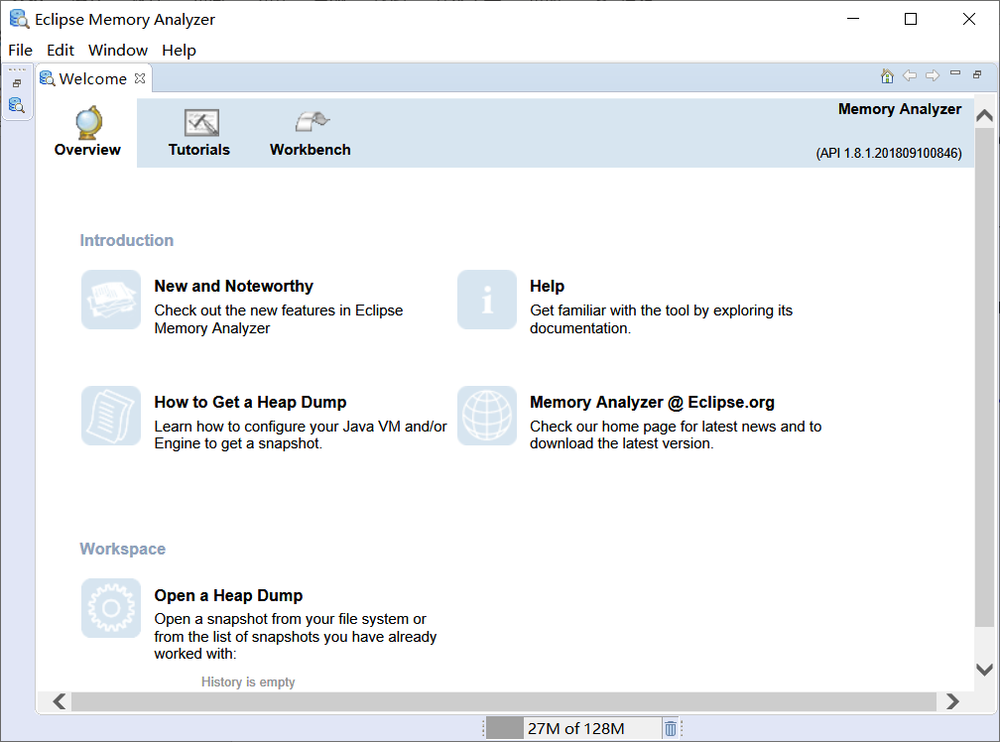 Eclipse Memory Analyzer
File Edit Window Help
Welcome
Overview
Tutorials
Workbench
Memory Analyzer
(API 1.8.1.201809100846)
Introduction
New and Noteworthy
Check out the new features in Eclipse
Memory Analyzer
Help
Get familiar with the tool by exploring its
documentation.
How to Get a Heap Dump
Learn how to configure your Java VM and/or
Engine to get a snapshot.
Memory Analyzer @ Eclipse.org
Check our home page for latest news and to
download the latest version.
Workspace
Open a Heap Dump
Open a snapshot from your file system or
from the list of snapshots you have already
worked with:
History is empty
27M of 128M